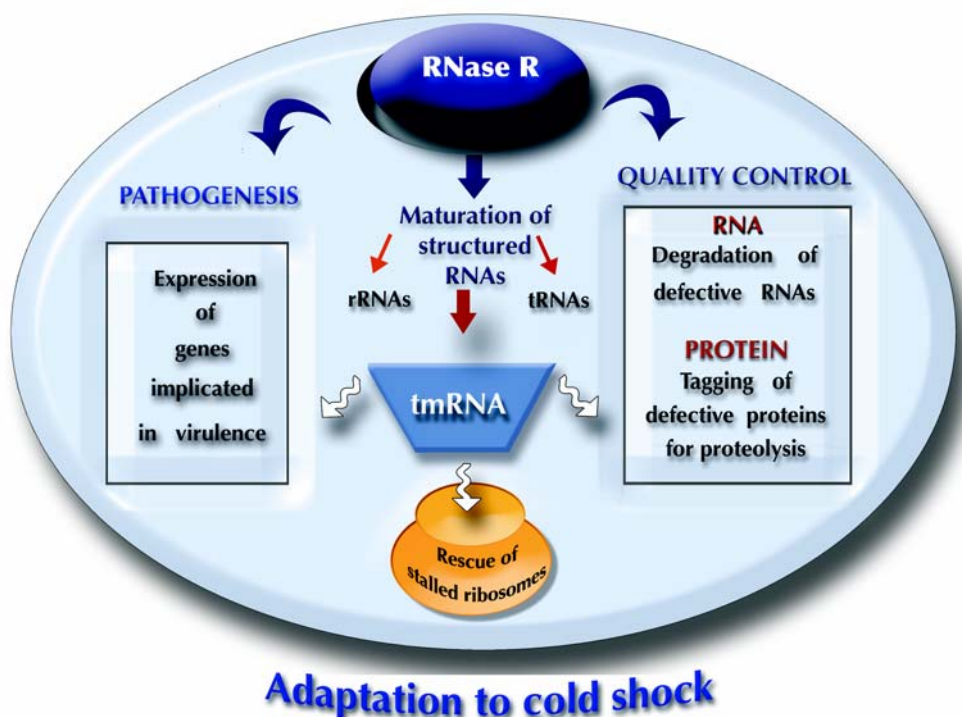 RNase R
PATHOGENESIS
Expression
of
genes
implicated
in virulence
Maturation of
structured
RNAs
rRNAs
tRNAs
tmRNA
Rescue of
stalled ribosomes
QUALITY CONTROL
RNA
Degradation of
defective RNAs
PROTEIN
Tagging of
defective proteins
for proteolysis
Adaptation to cold shock